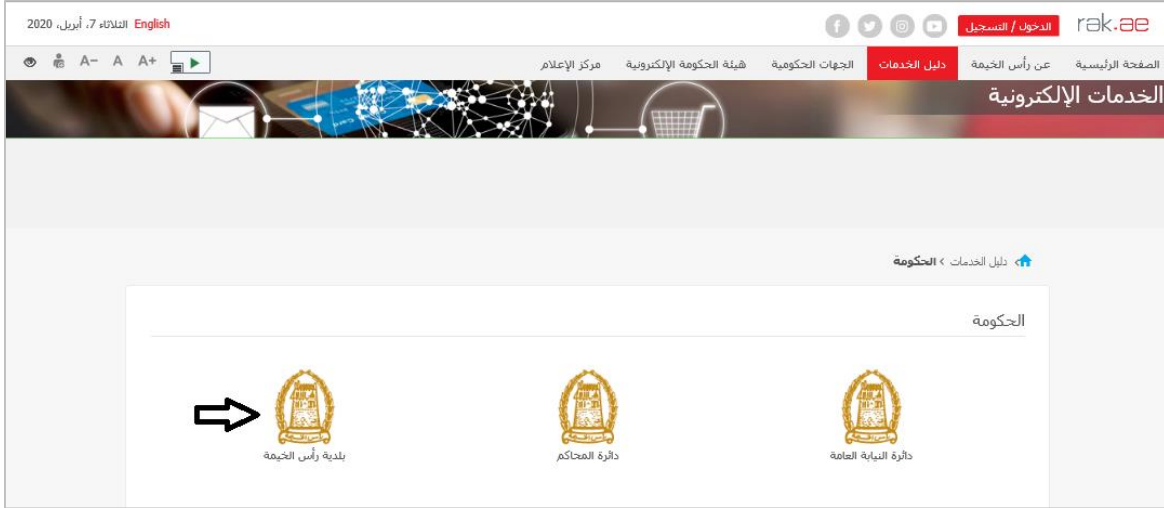 rak.ae الدخول / التسجيل English الثلاثاء 7، أبريل، 2020
الصفحة الرئيسية عن رأس الخيمة دليل الخدمات الجهات الحكومية هيئة الحكومة الإلكترونية مركز الإعلام A+ A A-
الخدمات الإلكترونية
دليل الخدمات > الحكومة
الحكومة
دائرة النيابة العامة دائرة المحاكم بلدية رأس الخيمة